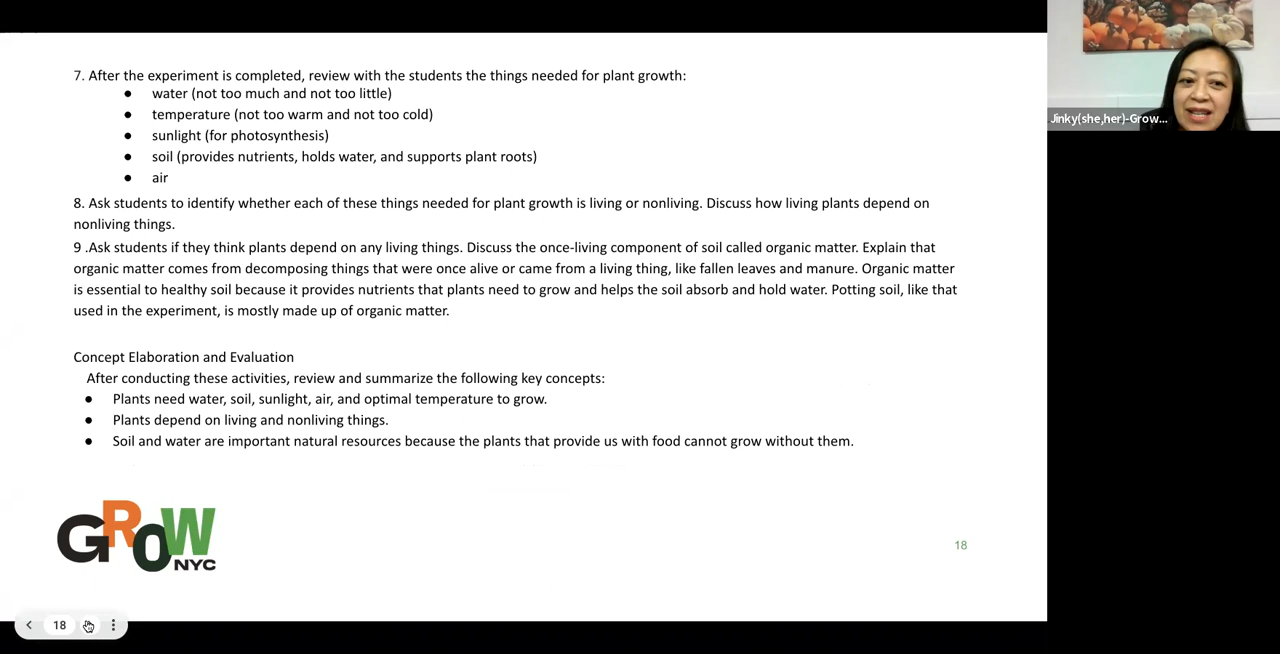 7. After the experiment is completed, review with the students the things needed for plant growth:
● water (not too much and not too little)
● temperature (not too warm and not too cold)
● sunlight (for photosynthesis)
● soil (provides nutrients, holds water, and supports plant roots)
● air
8. Ask students to identify whether each of these things needed for plant growth is living or nonliving. Discuss how living plants depend on
nonliving things.
9 .Ask students if they think plants depend on any living things. Discuss the once-living component of soil called organic matter. Explain that
organic matter comes from decomposing things that were once alive or came from a living thing, like fallen leaves and manure. Organic matter
is essential to healthy soil because it provides nutrients that plants need to grow and helps the soil absorb and hold water. Potting soil, like that
used in the experiment, is mostly made up of organic matter.
Concept Elaboration and Evaluation
After conducting these activities, review and summarize the following key concepts:
● Plants need water, soil, sunlight, air, and optimal temperature to grow.
● Plants depend on living and nonliving things.
● Soil and water are important natural resources because the plants that provide us with food cannot grow without them.
GROW
NYC
18
18
Jinky(she,her)-Grow...